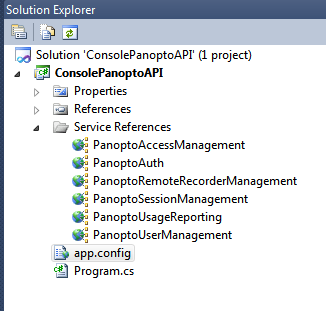 Solution Explorer
Solution 'ConsolePanoptoAPI' (1 project)
ConsolePanoptoAPI
Properties
References
Service References
PanoptoAccessManagement
PanoptoAuth
PanoptoRemoteRecorderManagement
PanoptoSessionManagement
PanoptoUsageReporting
PanoptoUserManagement
app.config
Program.cs